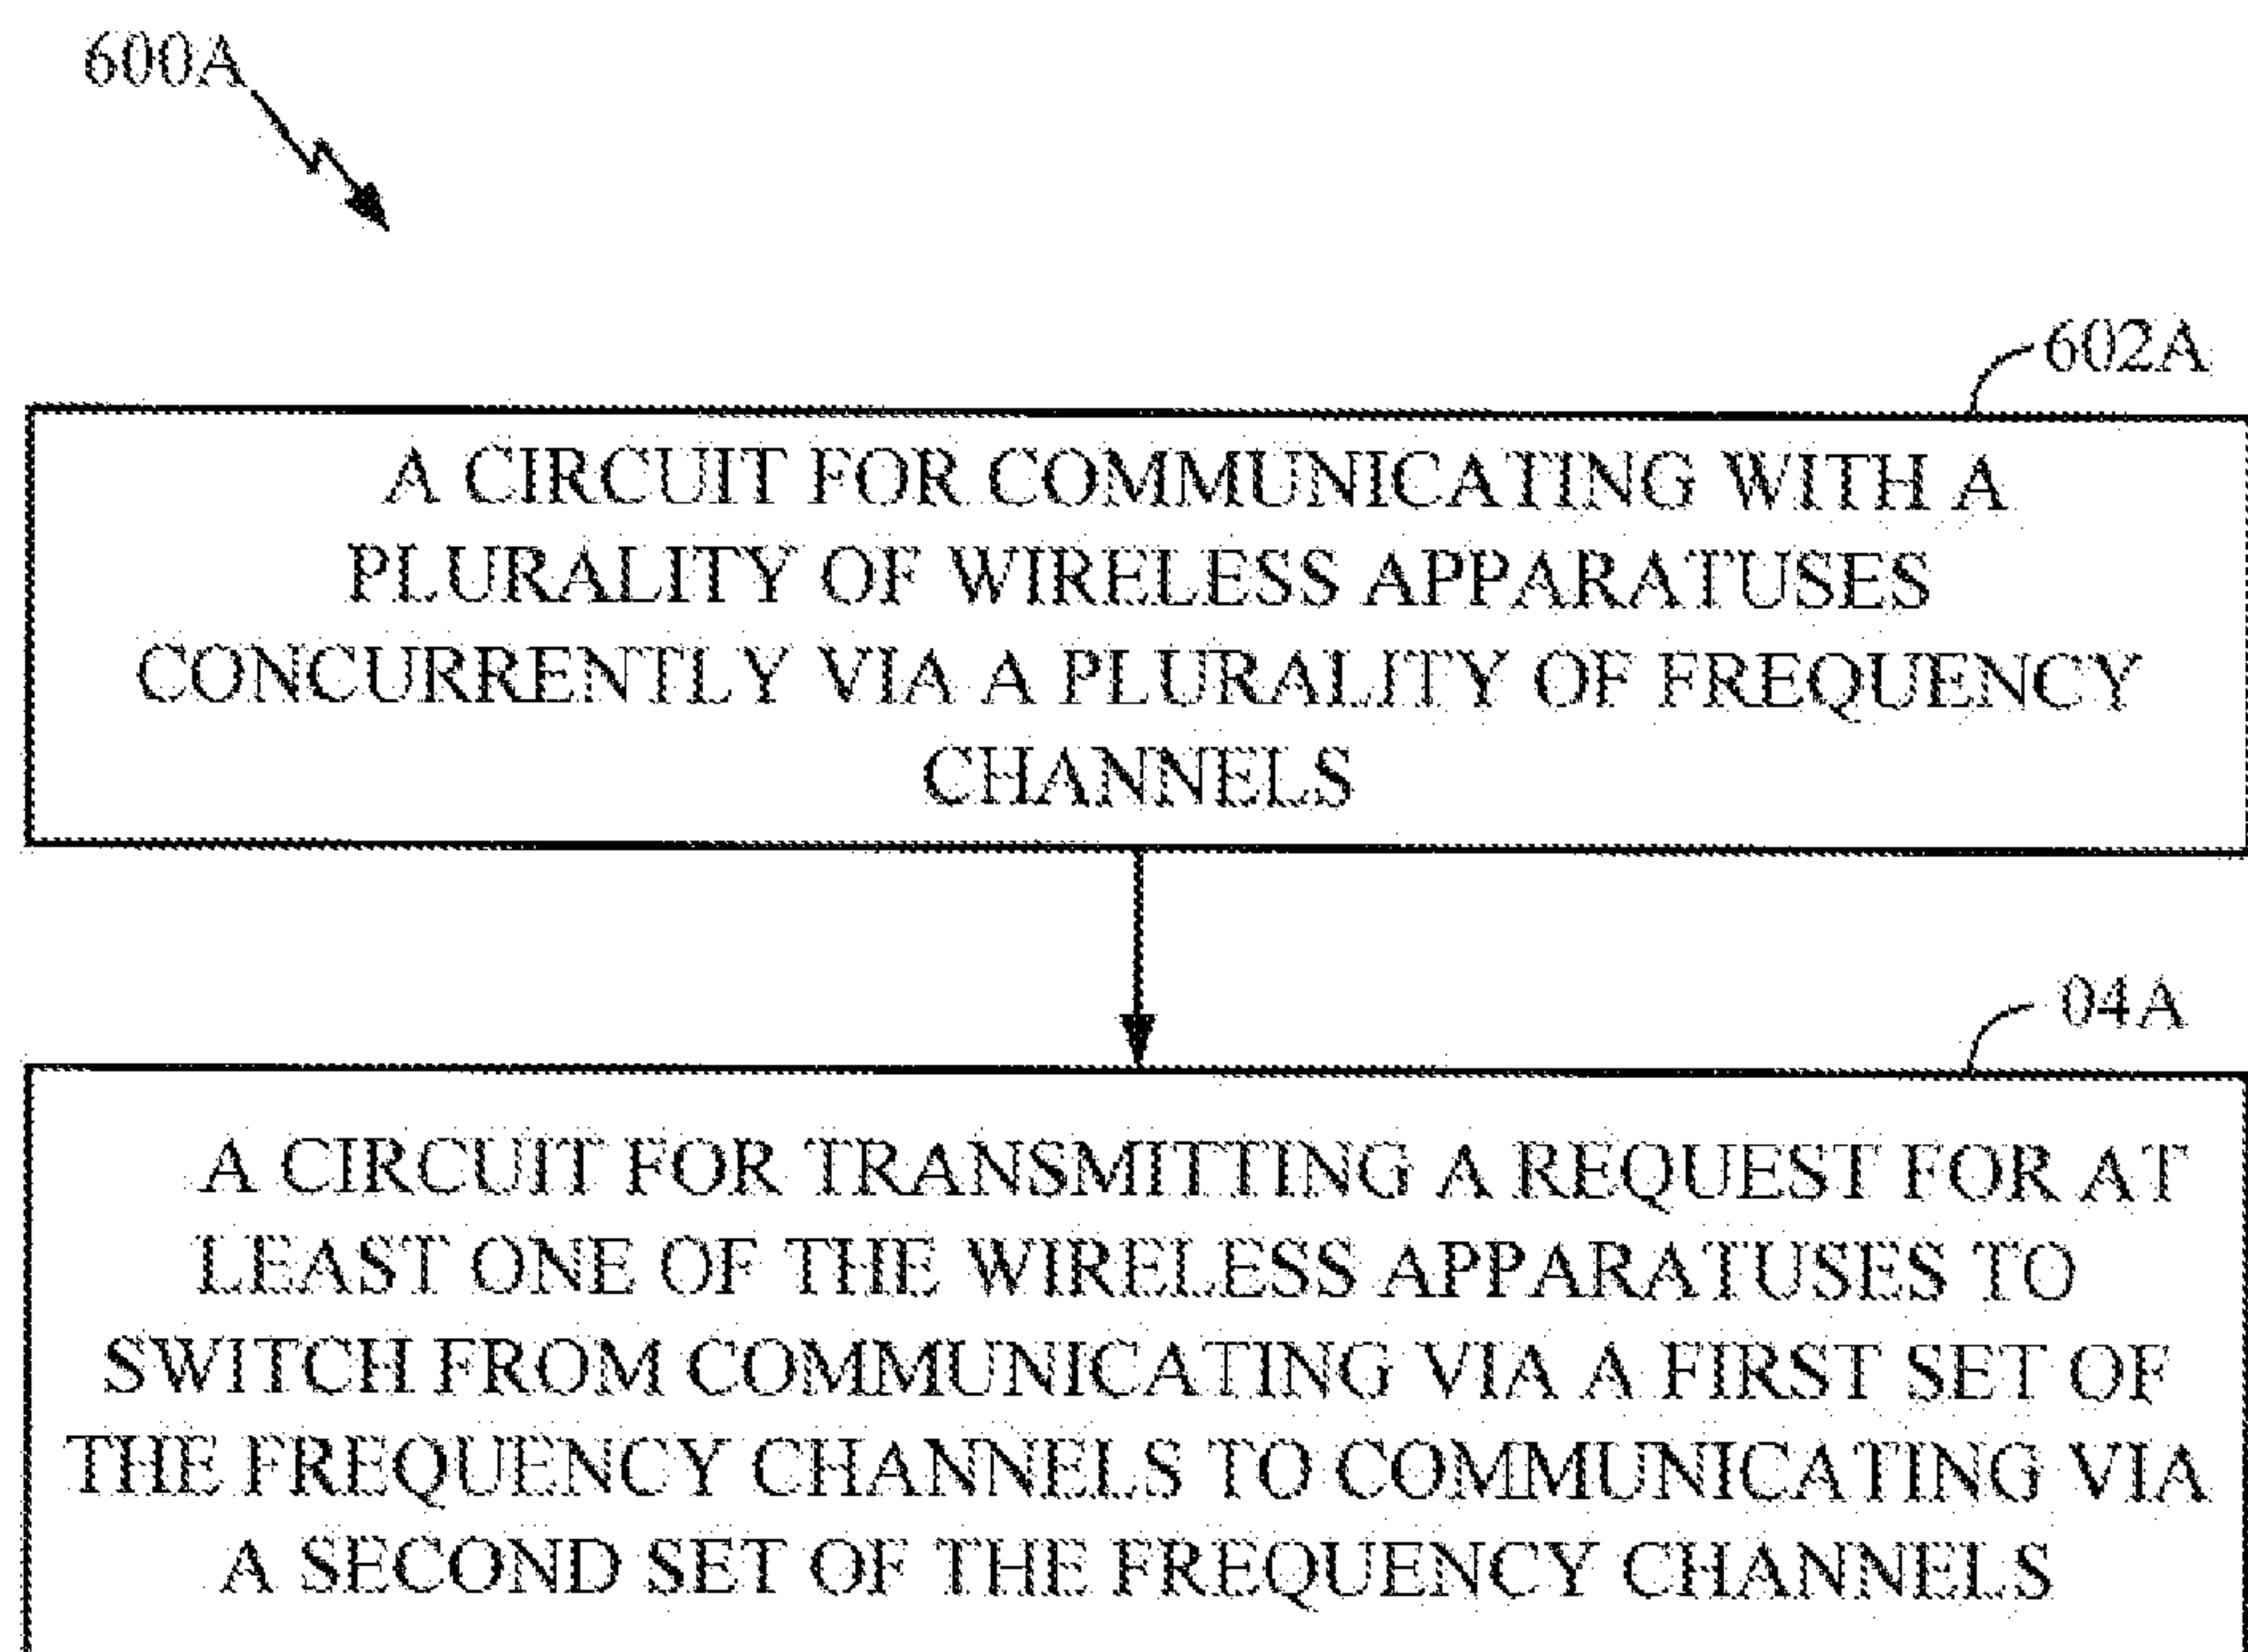 600A
602A
A CIRCUIT FOR COMMUNICATING WITH A
PLURALITY OF WIRELESS APPARATUSES
CONCURRENTLY VIA A PLURALITY OF FREQUENCY
CHANNELS
04A
A CIRCUIT FOR TRANSMITTING A REQUEST FOR AT
LEAST ONE OF THE WIRELESS APPARATUSES TO
SWITCH FROM COMMUNICATING VIA A FIRST SET OF
THE FREQUENCY CHANNELS TO COMMUNICATING VIA
A SECOND SET OF THE FREQUENCY CHANNELS